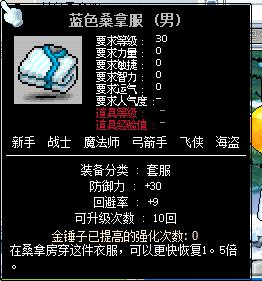 蓝色桑拿服 (男)
要求等级 : 30
要求力量 : 0
要求敏捷 : 0
要求智力 : 0
要求运气 : 0
要求人气度 : -
道具等级 : -
道具经验值 : -
新手 战士 魔法师 弓箭手 飞侠 海盗
装备分类 : 套服
防御力 : +30
回避率 : +9
可升级次数 : 10回
金锤子已提高的强化次数: 0
在桑拿房穿这件衣服，可以更快恢复1。5倍
。